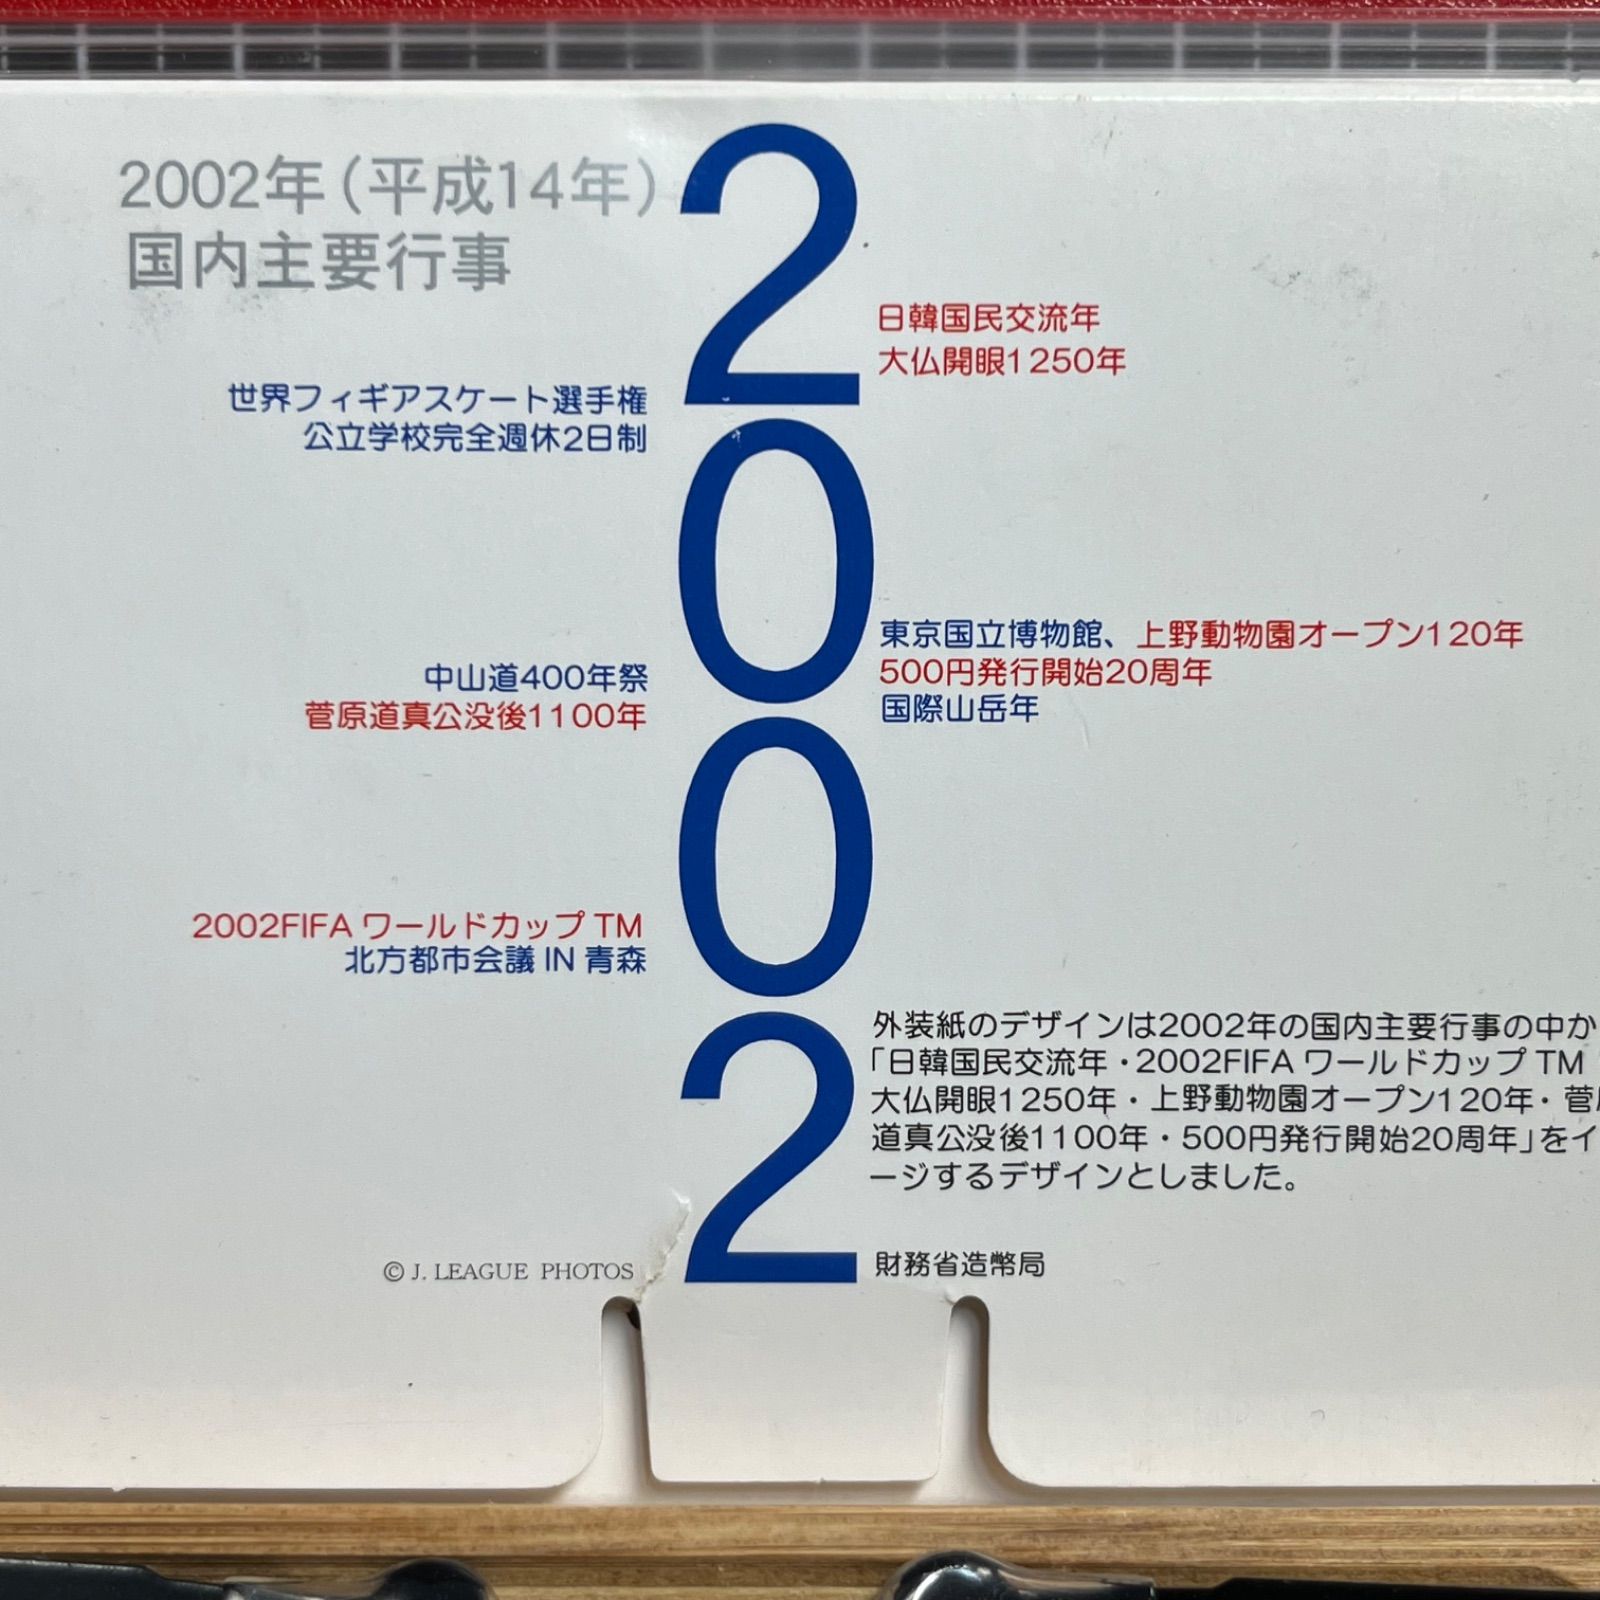 2002年（平成14年）
国内主要行事
2002
日韓国民交流年
大仏開眼1250年
世界フィギアスケート選手権
公立学校完全週休2日制
東京国立博物館、上野動物園オープン120年
500円発行開始20周年
国際山岳年
中山道400年祭
菅原道真公没後1100年
2002FIFA ワールドカップ TM
北方都市会議 IN 青森
外装紙のデザインは2002年の国内主要行事の中か
「日韓国民交流年・2002FIFA ワールドカップ TM
大仏開眼1250年・上野動物園オープン120年・菅
道真公没後1100年・500円発行開始20周年」をイ
ージするデザインとしました。
© J. LEAGUE PHOTOS
財務省造幣局